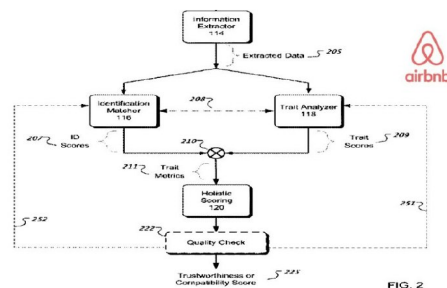 Information
Extractor
114
Extracted Data
205
airbnb
Identification
Matcher
116
208
Trait Analyzer
118
207
ID
Scores
210
Trait
Scores
209
211
Trait
Metrics
Holistic
Scoring
120
222
Quality Check
252
251
Trustworthiness or
Compatibility Score
225
FIG. 2